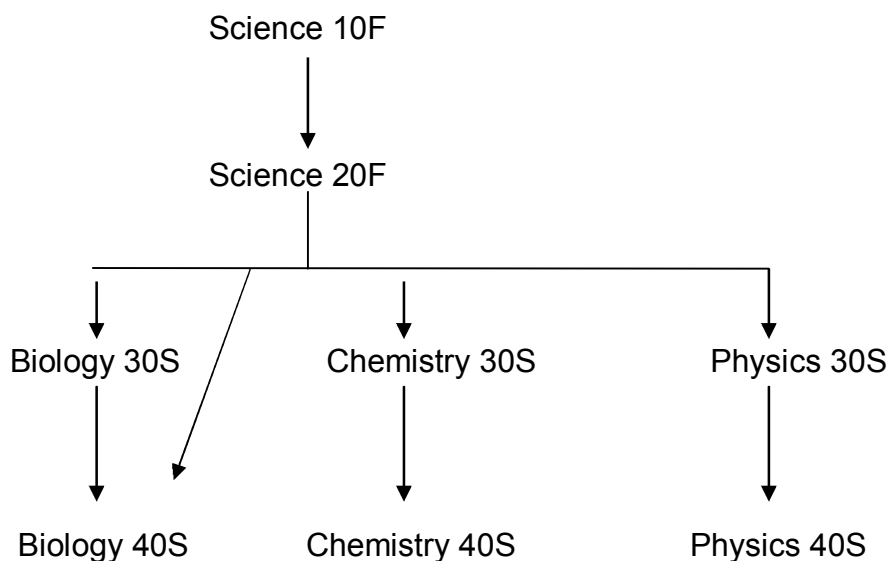 Science 10F
Science 20F
Biology 30S Chemistry 30S Physics 30S
Biology 40S Chemistry 40S Physics 40S